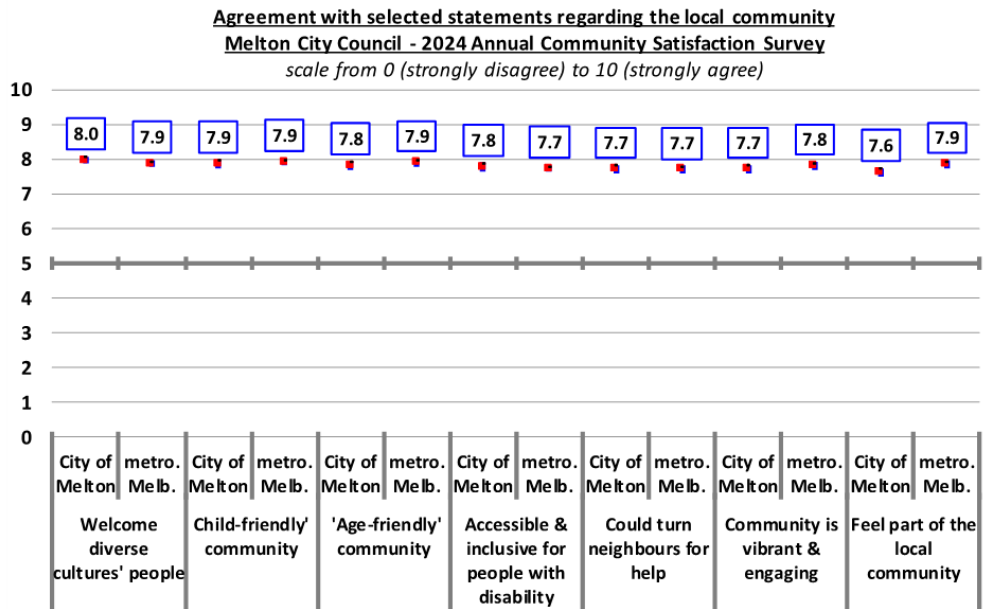 Agreement with selected statements regarding the local community
Melton City Council - 2024 Annual Community Satisfaction Survey
scale from 0 (strongly disagree) to 10 (strongly agree)
10
9
8
7
6
5
4
3
2
1
0
8.0
7.9
7.9
7.9
7.8
7.9
7.8
7.7
7.7
7.7
7.7
7.8
7.6
7.9
City of
Melton
metro.
Melb.
City of
Melton
metro.
Melb.
City of
Melton
metro.
Melb.
City of
Melton
metro.
Melb.
City of
Melton
metro.
Melb.
City of
Melton
metro.
Melb.
City of
Melton
metro.
Melb.
Welcome
diverse
cultures' people
Child-friendly'
community
'Age-friendly'
community
Accessible &
inclusive for
people with
disability
Could turn
neighbours for
help
Community is
vibrant &
engaging
Feel part of the
local
community